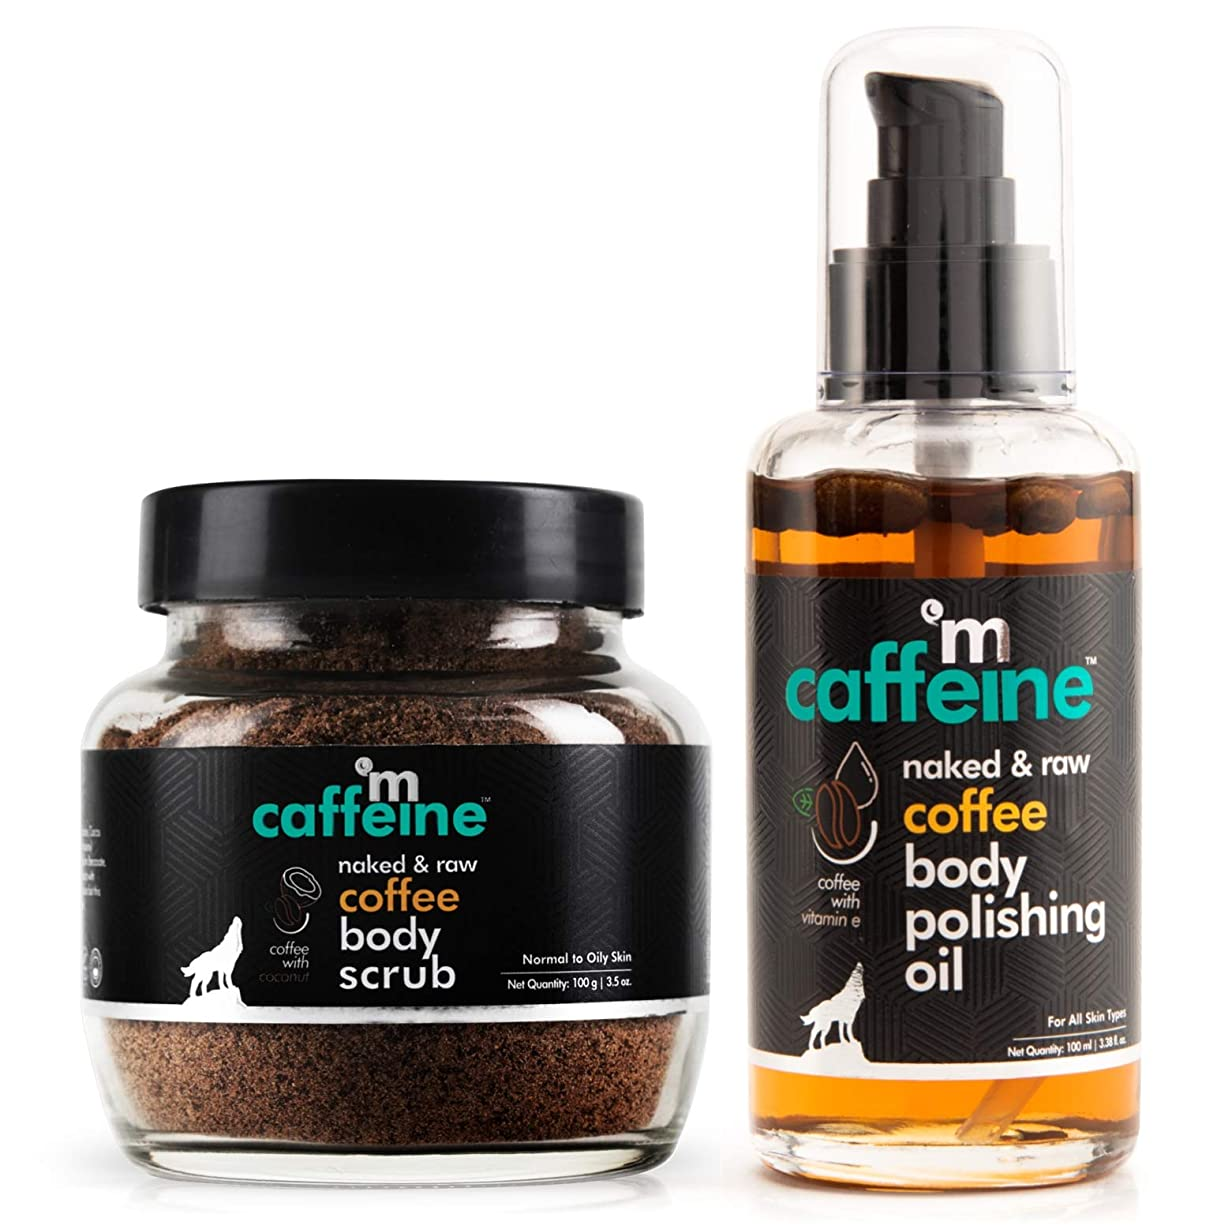 'm
caffeine™
naked & raw
coffee
body
scrub
coffee
with
coconut
Normal to Oily Skin
Net Quantity: 100 g | 3.5 oz.
'm
caffeine™
naked & raw
coffee
body
polishing
oil
coffee
with
vitamin e
For All Skin Types
Net Quantity: 100 ml | 3.38 fl. oz.